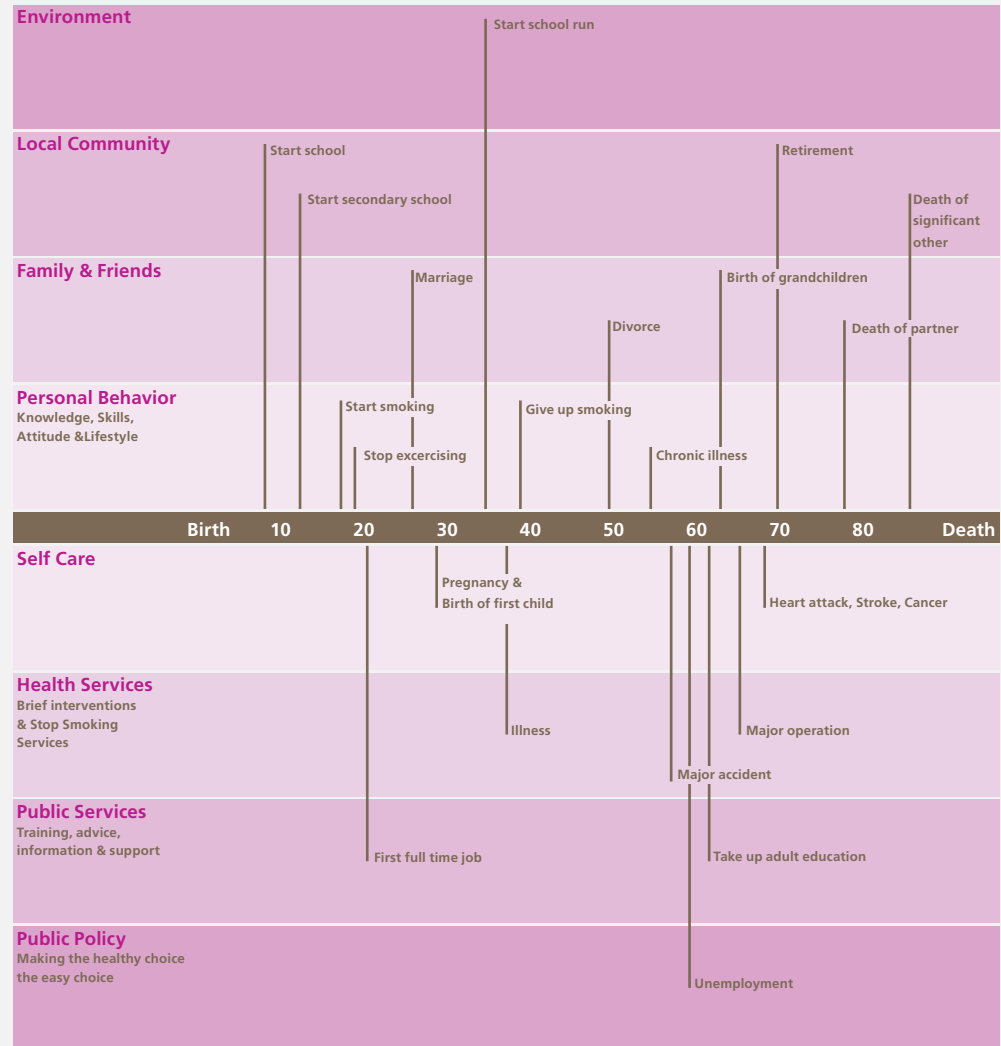 Environment
Start school run
Local Community
Start school
Retirement
Start secondary school
Death of
significant
other
Family & Friends
Marriage
Birth of grandchildren
Divorce
Death of partner
Personal Behavior
Knowledge, Skills,
Attitude &Lifestyle
Start smoking
Give up smoking
Stop excercising
Chronic illness
Birth 10 20 30 40 50 60 70 80 Death
Self Care
Pregnancy &
Birth of first child
Heart attack, Stroke, Cancer
Health Services
Brief interventions
& Stop Smoking
Services
Illness
Major operation
Major accident
Public Services
Training, advice,
information & support
First full time job
Take up adult education
Public Policy
Making the healthy choice
the easy choice
Unemployment